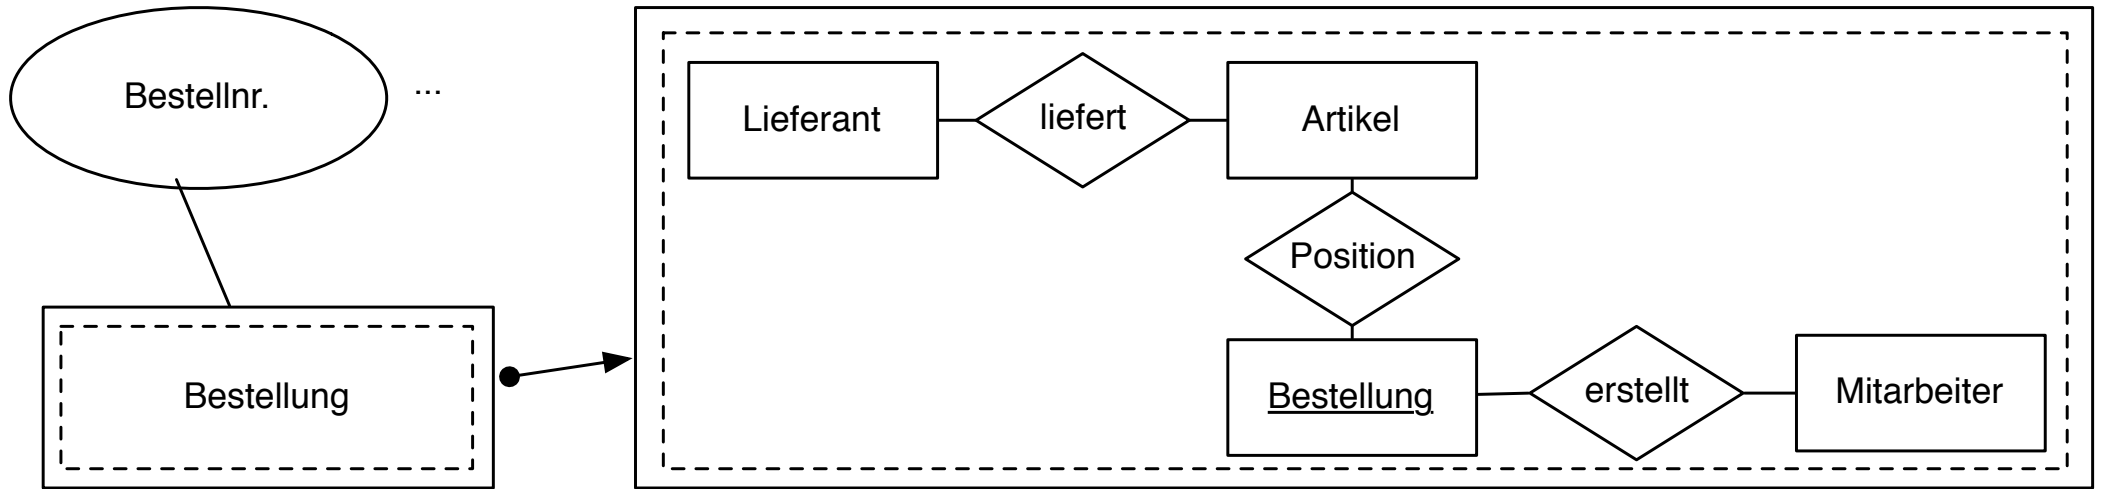 Bestellnr.
...
Bestellung
Lieferant
liefert
Artikel
Position
Bestellung
erstellt
Mitarbeiter